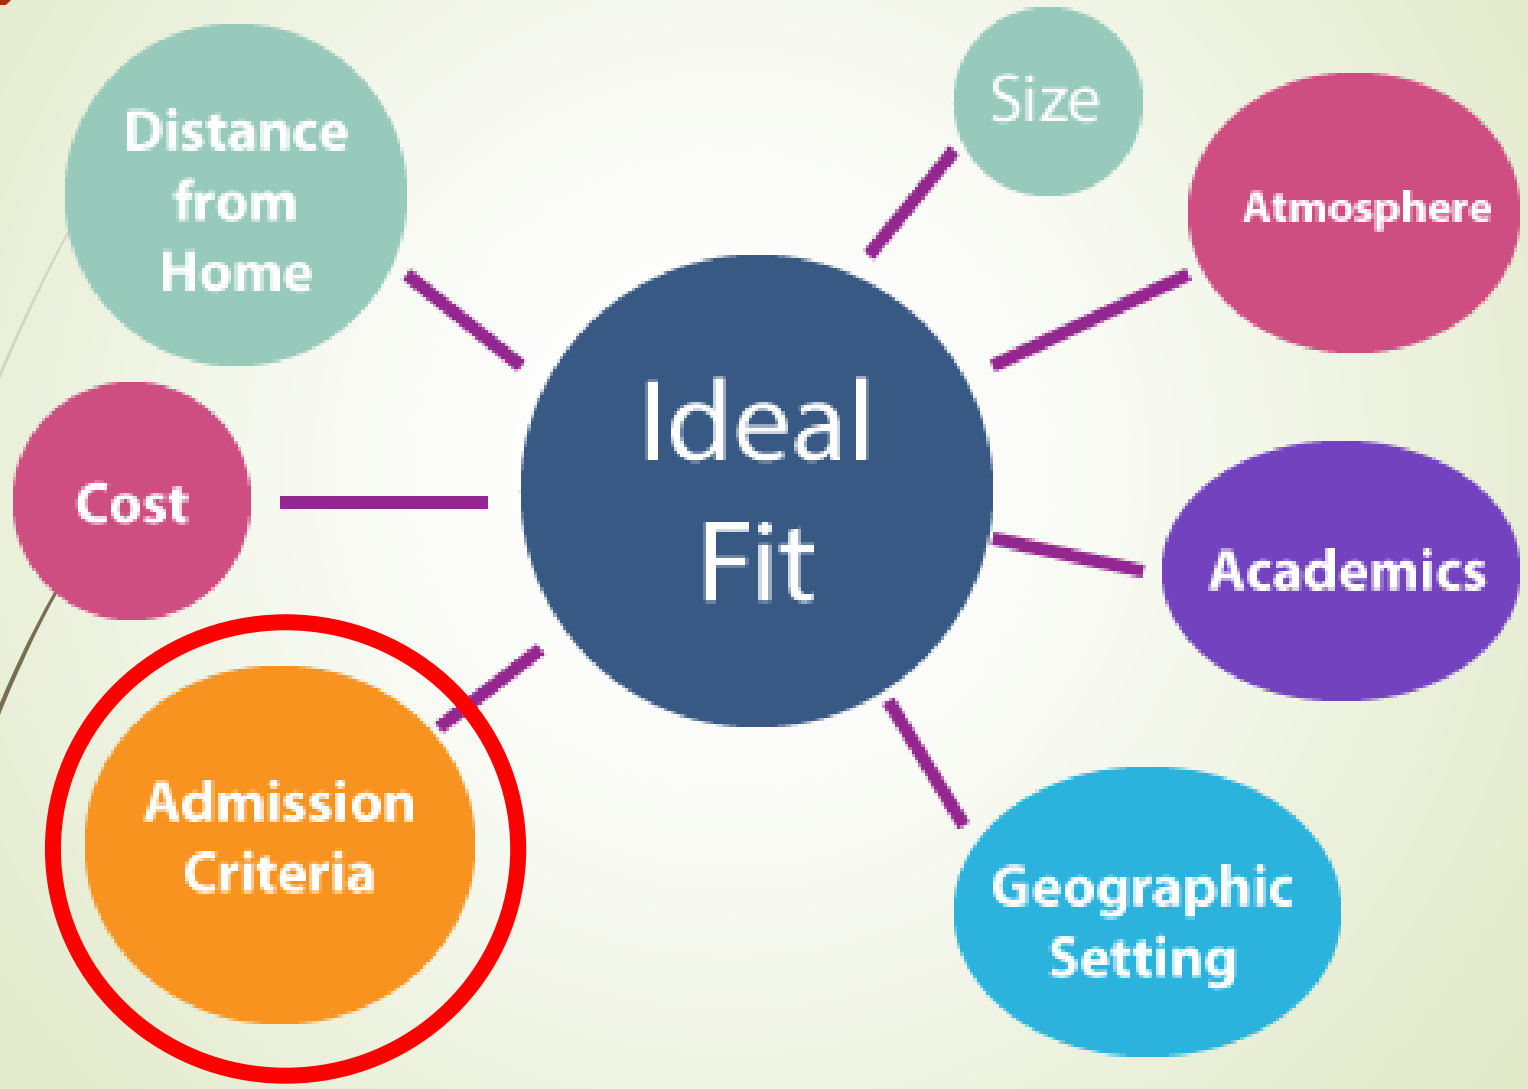 Distance
from
Home
Size
Atmosphere
Ideal
Fit
Cost
Academics
Admission
Criteria
Geographic
Setting